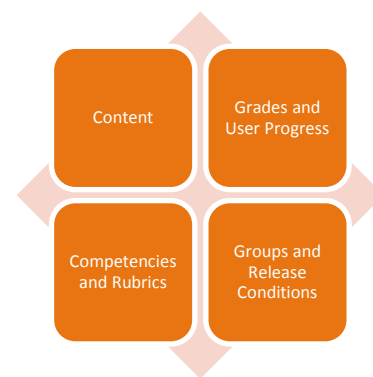 Content
Grades and
User Progress
Competencies
and Rubrics
Groups and
Release
Conditions